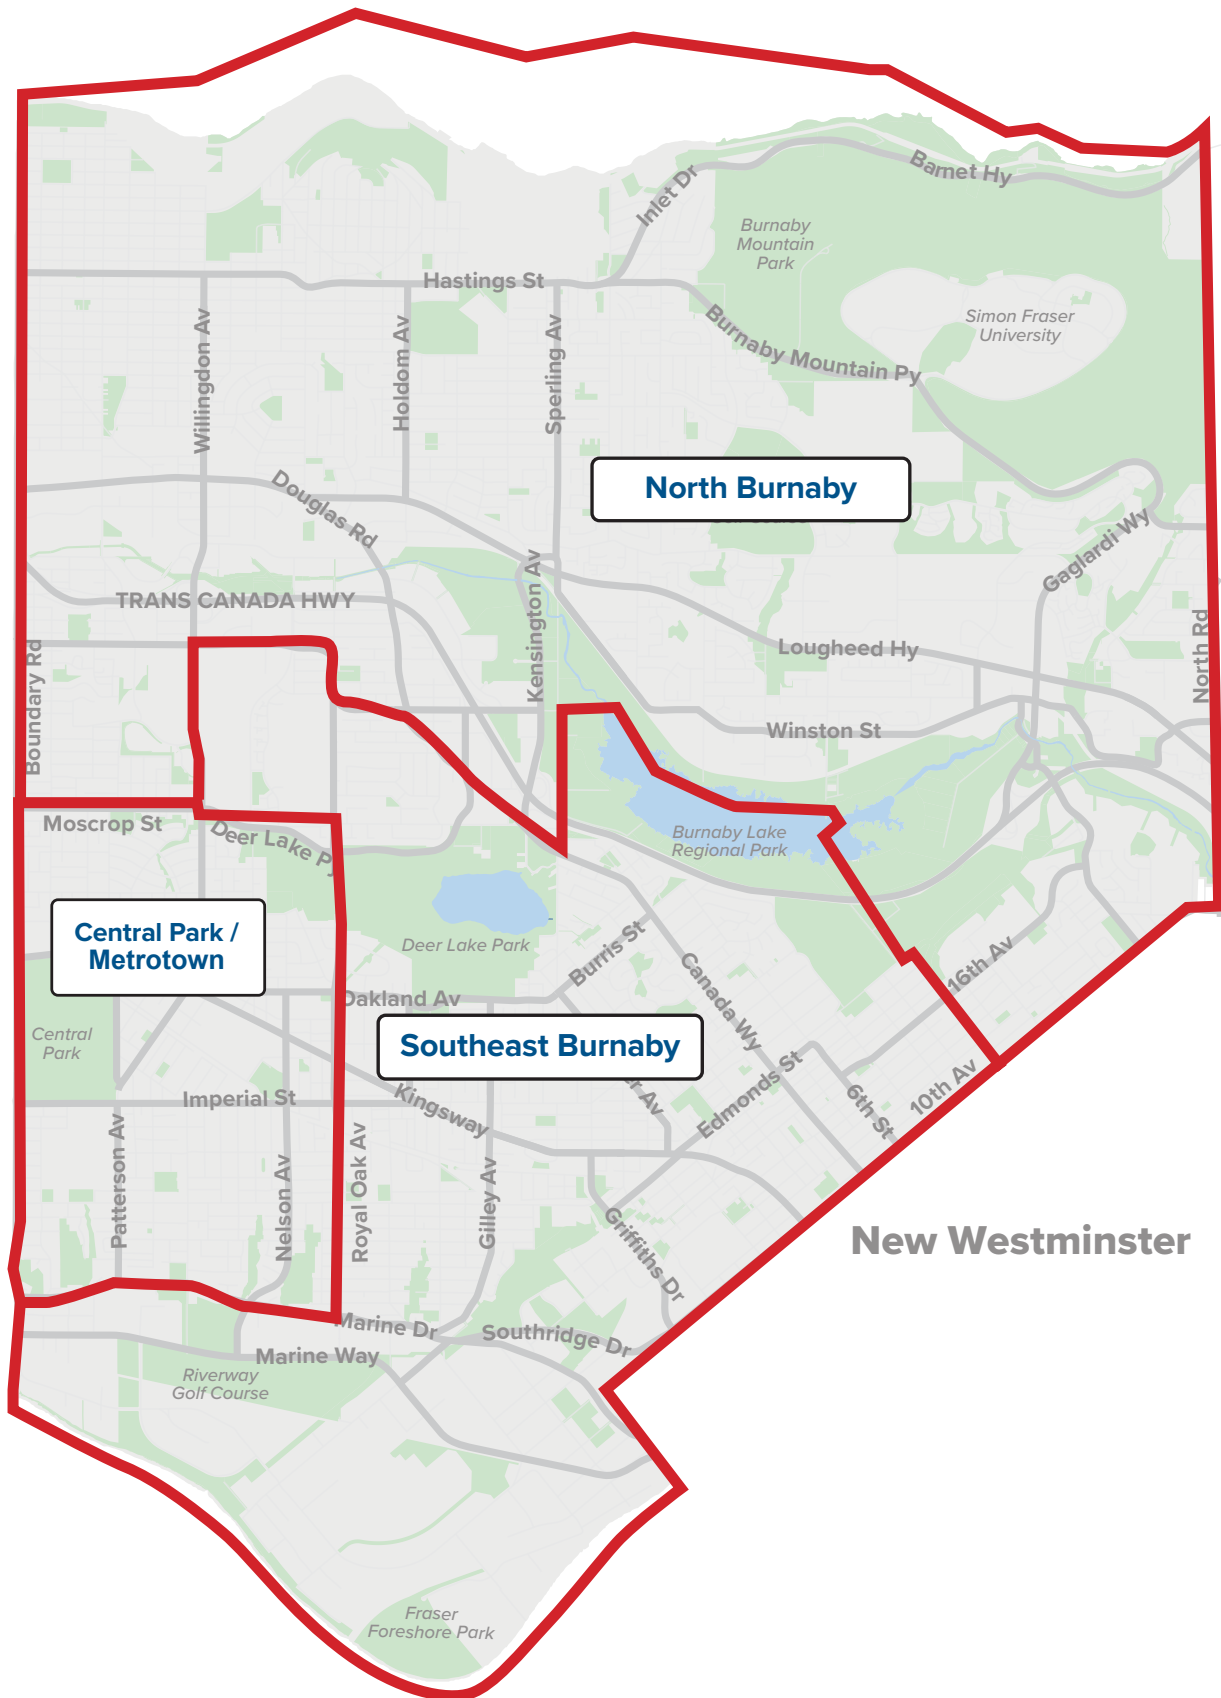 Barnet Hy
Inlet Dr
Burnaby
Mountain
Park
Hastings St
Simon Fraser
University
Willingdon Av
Holdom Av
Sperling Av
Burnaby Mountain Py
North Burnaby
Douglas Rd
Gaglardi Wy
Kensington Av
TRANS CANADA HWY
Boundary Rd
Lougheed Hy
North Rd
Winston St
Moscrop St
Deer Lake Py
Burnaby Lake
Regional Park
Central Park /
Metrotown
Deer Lake Park
Burris St
Canada Wy
16th Av
Oakland Av
Central
Park
Southeast Burnaby
Imperial St
Kingsway
er Av
Edmonds St
6th St
10th Av
Patterson Av
Nelson Av
Royal Oak Av
Gilley Av
Griffiths Dr
New Westminster
Marine Dr
Southridge Dr
Marine Way
Riverway
Golf Course
Fraser
Foreshore Park